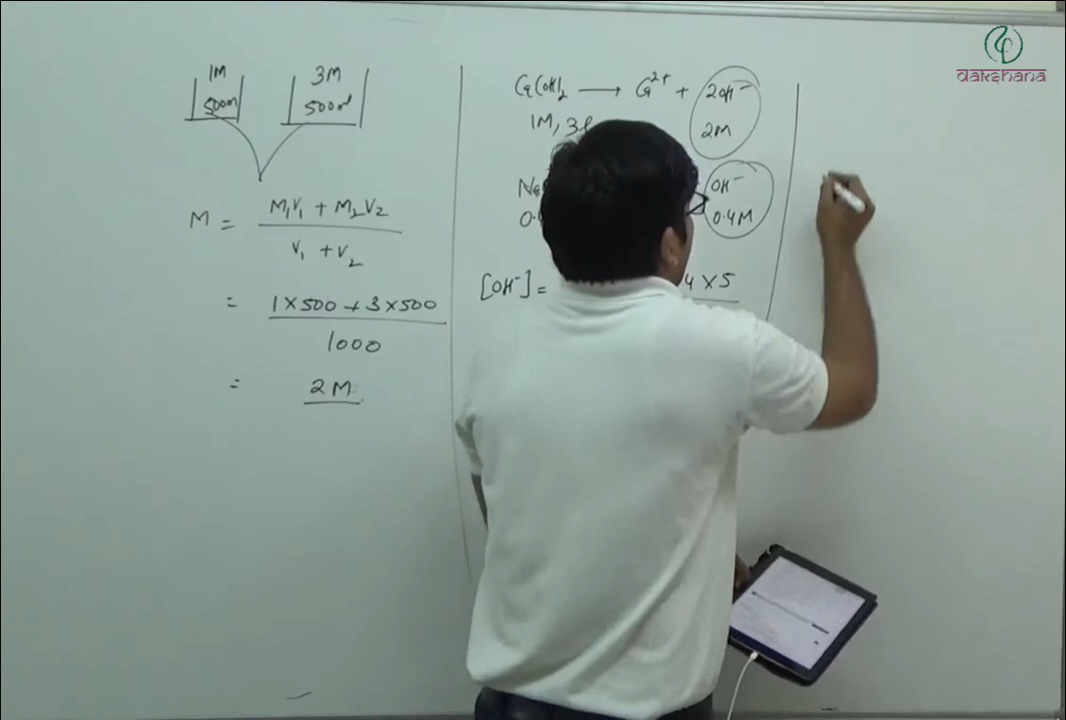 dakshana
1M
500ml
3M
500ml
M = M₁V₁ + M₂V₂
V₁ + V₂
= 1 × 500 + 3 × 500
1000
= 2M
Ca(OH)₂ ⟶ Ca²⁺ + 2OH⁻
1M, 3l
2M
OH⁻
0.4M
[OH⁻] =
4 × 5